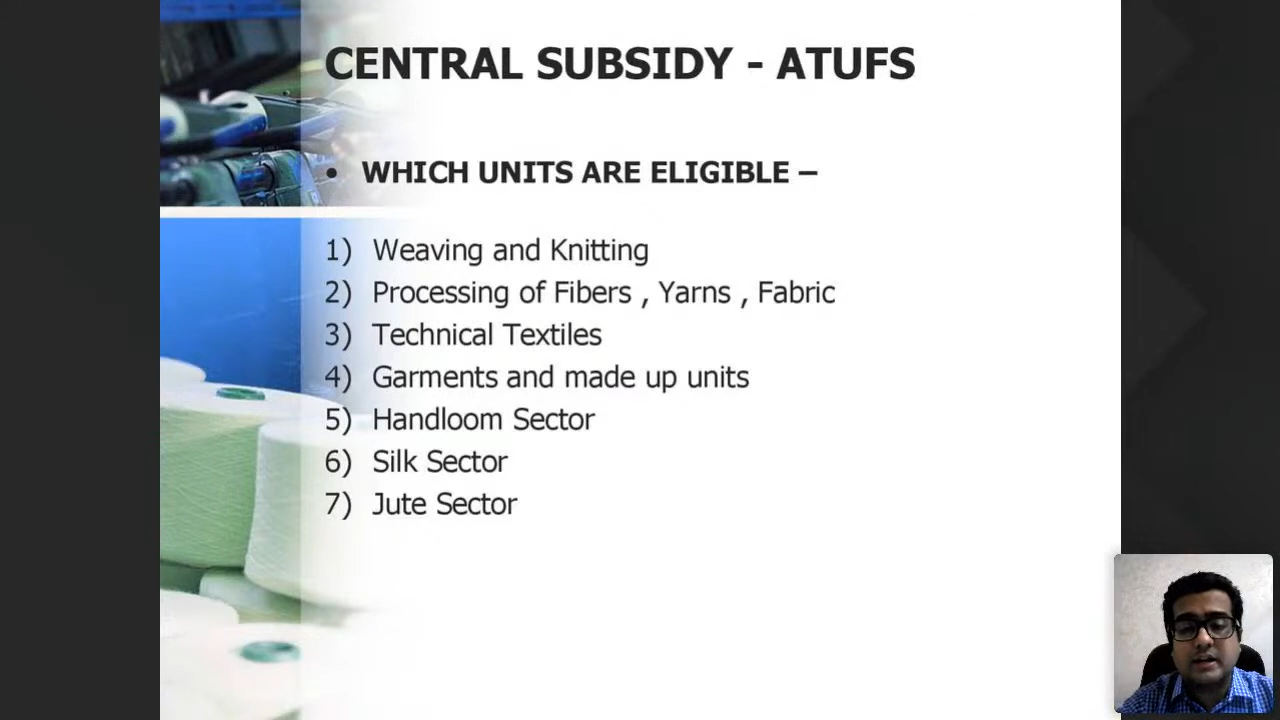 CENTRAL SUBSIDY - ATUFS
• WHICH UNITS ARE ELIGIBLE –
1) Weaving and Knitting
2) Processing of Fibers , Yarns , Fabric
3) Technical Textiles
4) Garments and made up units
5) Handloom Sector
6) Silk Sector
7) Jute Sector